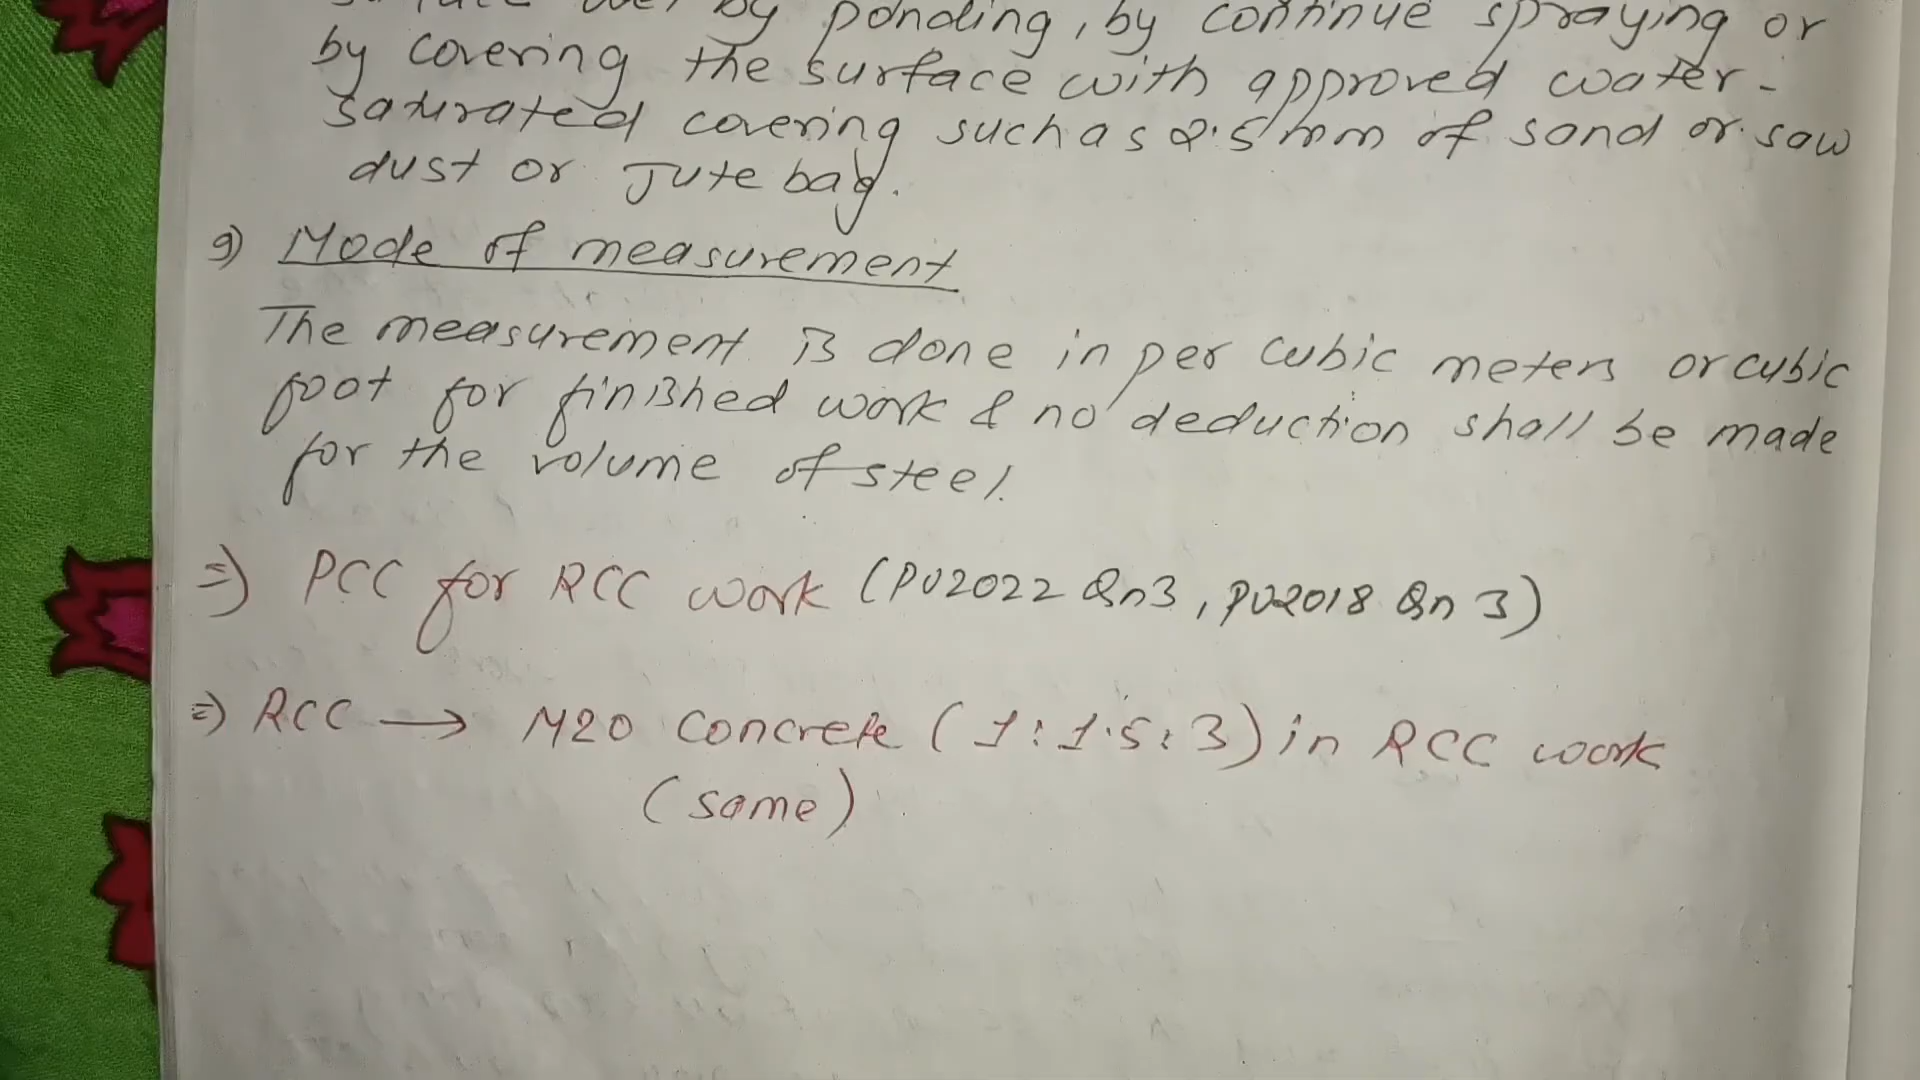 surface wet by ponding, by continue spraying or
by covering the surface with approved water-
saturated covering such as 2.5mm of sand or saw
dust or Jute bag.
9) Mode of measurement
The measurement is done in per cubic meters or cubic
foot for finished work & no deduction shall be made
for the volume of steel.
⇒) PCC for RCC work (PU2022 Qn3, PU2018 Qn 3)
⇒) RCC → M20 Concrete (1:1.5:3) in RCC work
(same)